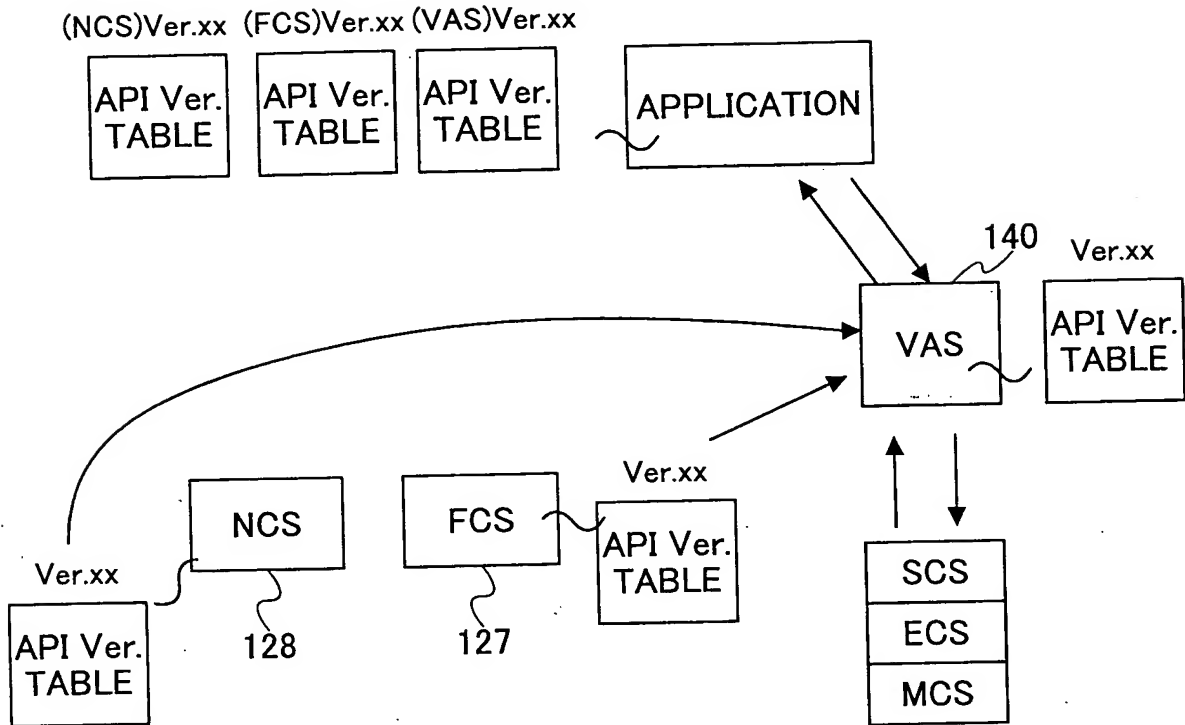 (NCS)Ver.xx (FCS)Ver.xx (VAS)Ver.xx
API Ver.
TABLE
API Ver.
TABLE
API Ver.
TABLE
APPLICATION
140
Ver.xx
VAS
API Ver.
TABLE
Ver.xx
NCS
FCS
API Ver.
TABLE
Ver.xx
128
127
API Ver.
TABLE
SCS
ECS
MCS